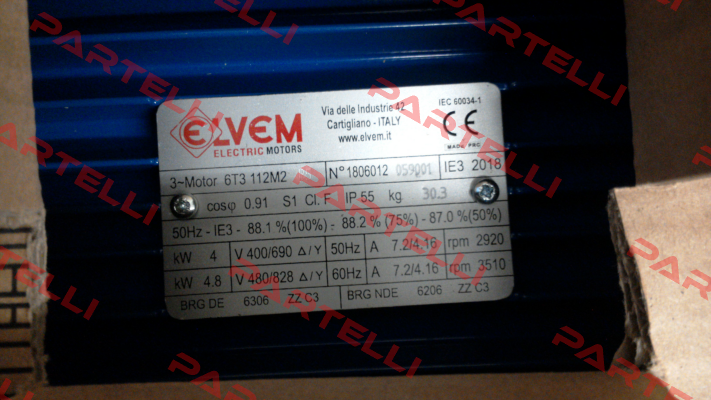 PARTELLI
PARTELLI
PARTELLI
PARTELLI
PARTELLI
PARTELLI
ELVEM
ELECTRIC MOTORS
Via delle Industrie 42
Cartigliano - ITALY
www.elvem.it
IEC 60034-1
CE
MADE PRC
3~Motor 6T3 112M2 N° 1806012 059001 IE3 2018
cosφ 0.91 S1 Cl. F IP 55 kg 30.3
50Hz - IE3 - 88.1 %(100%) - 88.2 % (75%) - 87.0 %(50%)
kW 4 V 400/690 Δ/Y 50Hz A 7.2/4.16 rpm 2920
kW 4.8 V 480/828 Δ/Y 60Hz A 7.2/4.16 rpm 3510
BRG DE 6306 ZZ C3 BRG NDE 6206 ZZ C3